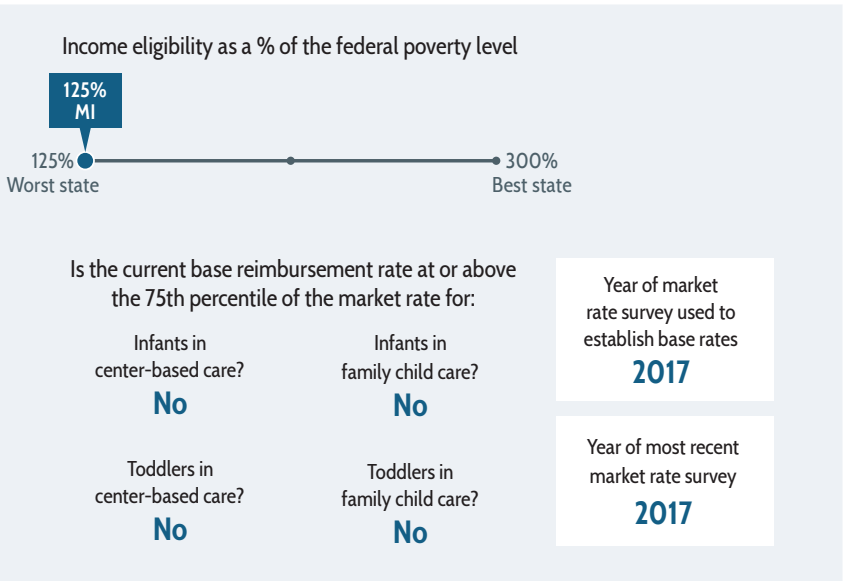 Income eligibility as a % of the federal poverty level
125%
MI
125%
300%
Worst state
Best state
Is the current base reimbursement rate at or above
the 75th percentile of the market rate for:
Infants in
center-based care?
No
Infants in
family child care?
No
Toddlers in
center-based care?
No
Toddlers in
family child care?
No
Year of market
rate survey used to
establish base rates
2017
Year of most recent
market rate survey
2017